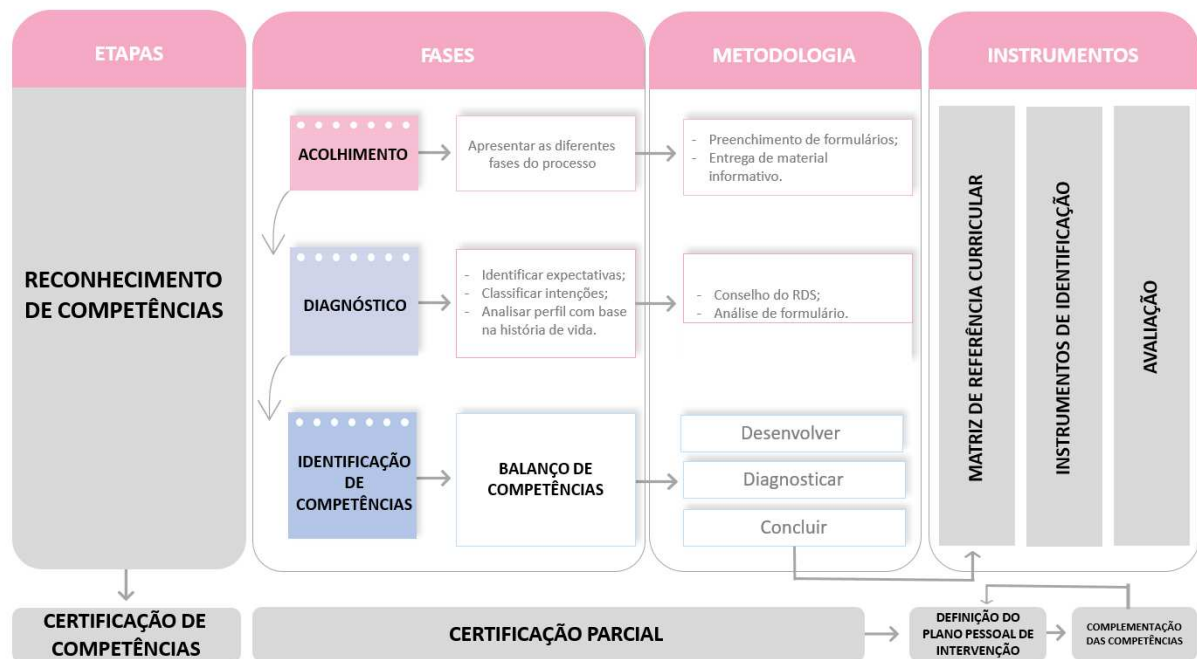 ETAPAS
FASES
METODOLOGIA
INSTRUMENTOS
RECONHECIMENTO
DE COMPETÊNCIAS
ACOLHIMENTO
Apresentar as diferentes
fases do processo
- Preenchimento de formulários;
- Entrega de material
informativo.
DIAGNÓSTICO
- Identificar expectativas;
- Classificar intenções;
- Analisar perfil com base
na história de vida.
- Conselho do RDS;
- Análise de formulário.
IDENTIFICAÇÃO
DE
COMPETÊNCIAS
BALANÇO DE
COMPETÊNCIAS
Desenvolver
Diagnosticar
Concluir
MATRIZ DE REFERÊNCIA CURRICULAR
INSTRUMENTOS DE IDENTIFICAÇÃO
AVALIAÇÃO
CERTIFICAÇÃO DE
COMPETÊNCIAS
CERTIFICAÇÃO PARCIAL
DEFINIÇÃO DO
PLANO PESSOAL DE
INTERVENÇÃO
COMPLEMENTAÇÃO
DAS COMPETÊNCIAS